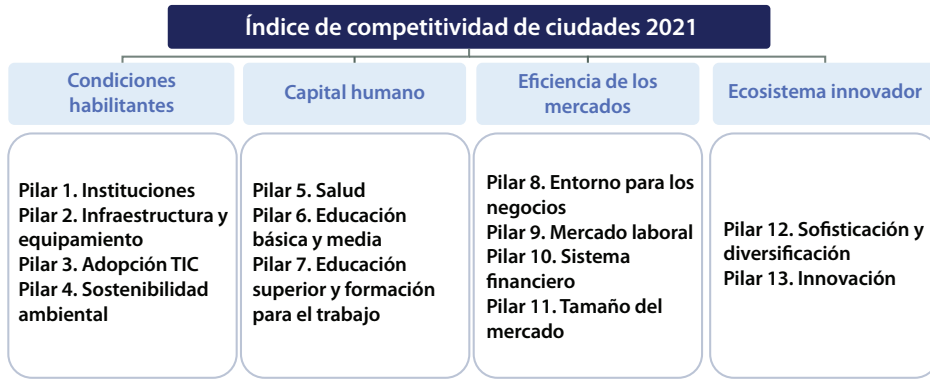 Índice de competitividad de ciudades 2021
Condiciones
habilitantes
Capital humano
Eficiencia de los
mercados
Ecosistema innovador
Pilar 1. Instituciones
Pilar 2. Infraestructura y
equipamiento
Pilar 3. Adopción TIC
Pilar 4. Sostenibilidad
ambiental
Pilar 5. Salud
Pilar 6. Educación
básica y media
Pilar 7. Educación
superior y formación
para el trabajo
Pilar 8. Entorno para los
negocios
Pilar 9. Mercado laboral
Pilar 10. Sistema
financiero
Pilar 11. Tamaño del
mercado
Pilar 12. Sofisticación y
diversificación
Pilar 13. Innovación